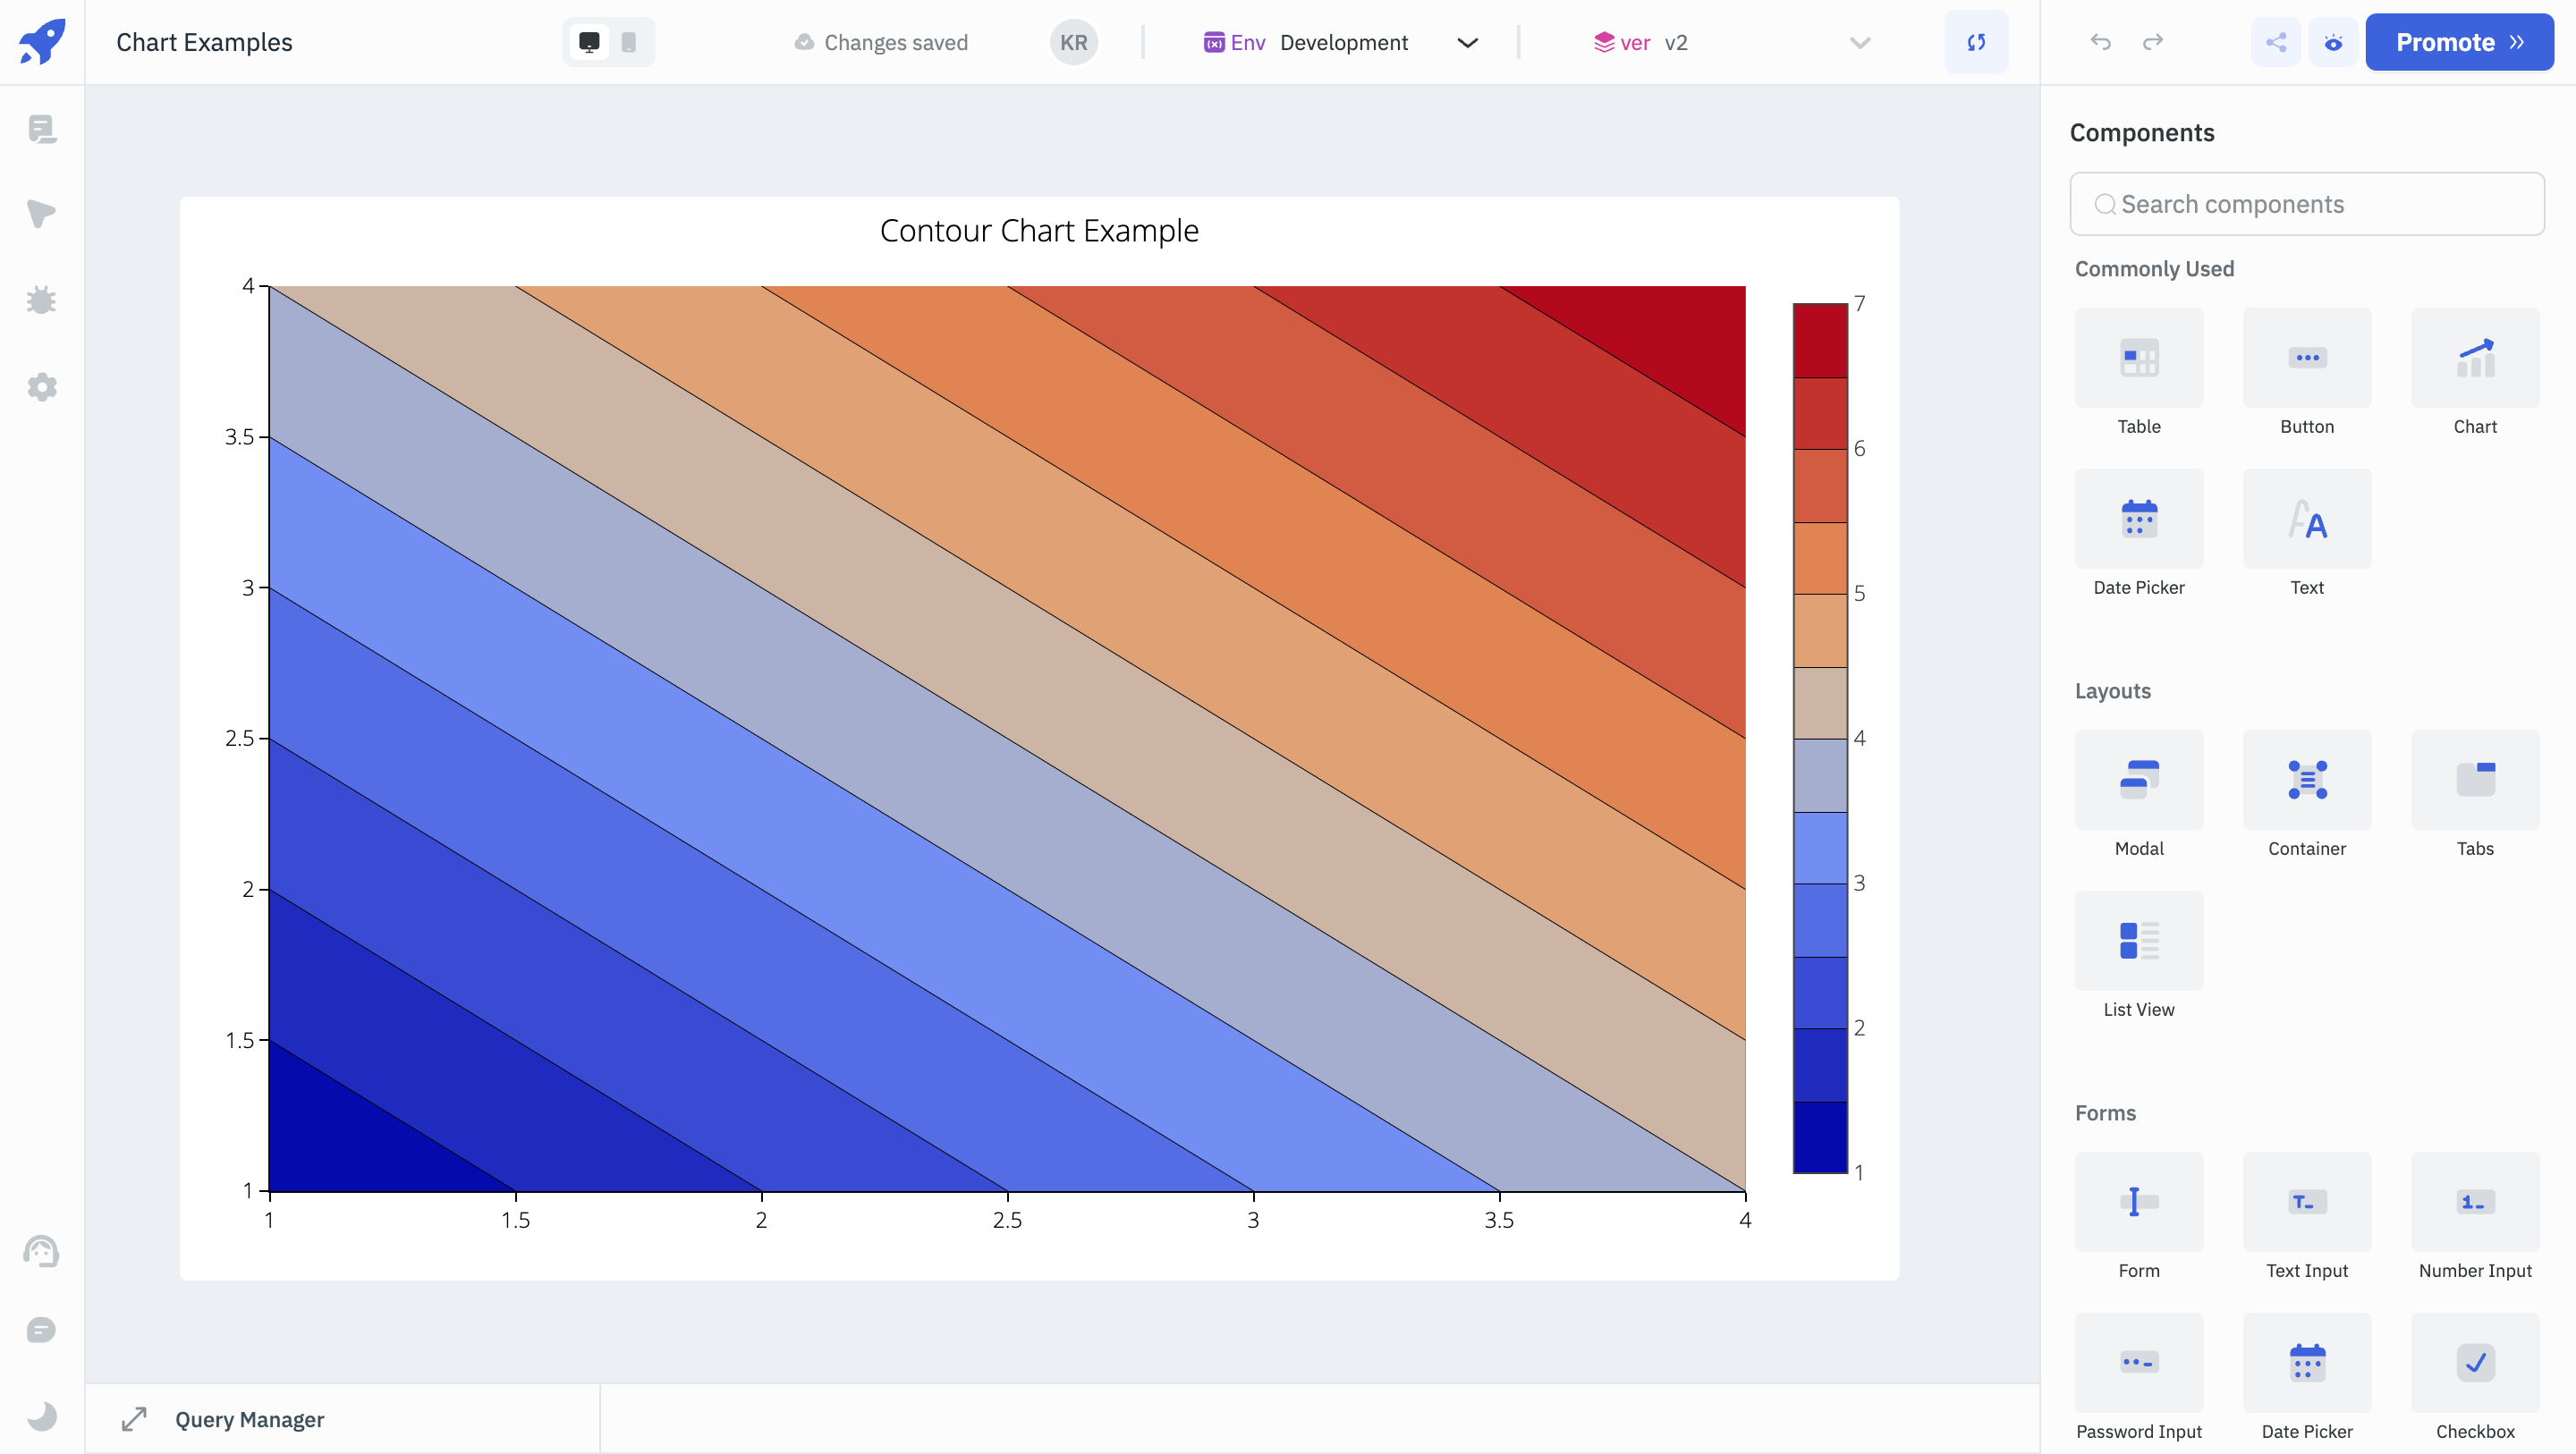 Chart Examples
Changes saved
KR
Env Development
ver v2
Promote
Components
Search components
Commonly Used
Table Button Chart
Date Picker Text
Layouts
Modal Container Tabs
List View
Forms
Form Text Input Number Input
Password Input Date Picker Checkbox
Contour Chart Example
4
3.5
3
2.5
2
1.5
1
1 1.5 2 2.5 3 3.5 4
7
6
5
4
3
2
1
Query Manager